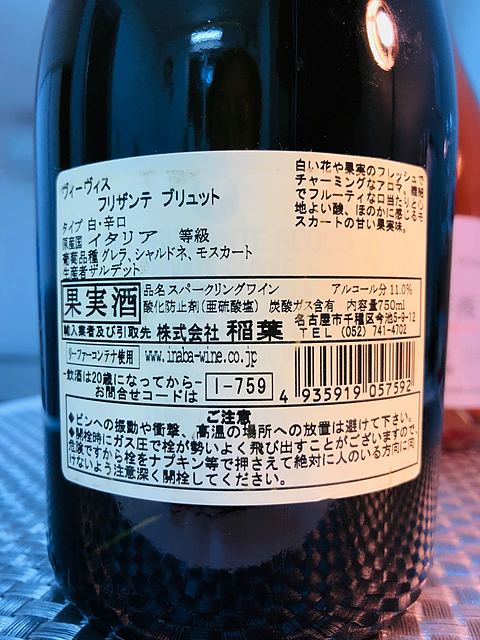 ヴィーヴィス
フリザンテ ブリュット
タイプ 白・辛口
原産国 イタリア 等級
葡萄品種 グレラ、シャルドネ、モスカート
生産者 ザルデット
白い花や果実のフレッシュで
チャーミングなアロマ。繊細
でフルーティな口当たりと心
地よい酸、ほのかに感じるモ
スカートの甘い果実味。
果実酒
品名 スパークリングワイン アルコール分 11.0%
酸化防止剤(亜硫酸塩) 炭酸ガス含有 内容量750ml
輸入業者及び引取先 株式会社 稲葉
名古屋市千種区今池5-9-12
TEL (052) 741-4702
リーファーコンテナ使用 www.inaba-wine.co.jp
―飲酒は20歳になってから―
お問合せコードは I-759
4 935919 057592
ご注意
◆ビンへの振動や衝撃、高温の場所への放置は避けて下さい。
◆開栓時にガス圧で栓が勢いよく飛び出すことがございますので、
危険ですから栓をナプキン等で押さえて絶対に人のいる方向に向
けないよう注意深く開栓してください。